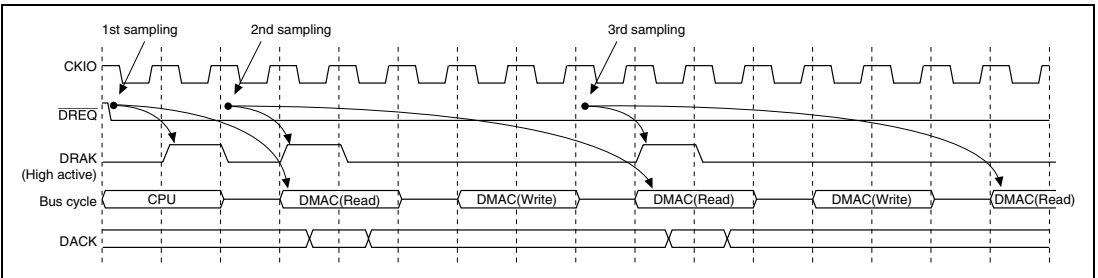 1st sampling 2nd sampling 3rd sampling
CKIO
DREQ
DRAK
(High active)
Bus cycle CPU DMAC(Read) DMAC(Write) DMAC(Read) DMAC(Write) DMAC(Read)
DACK